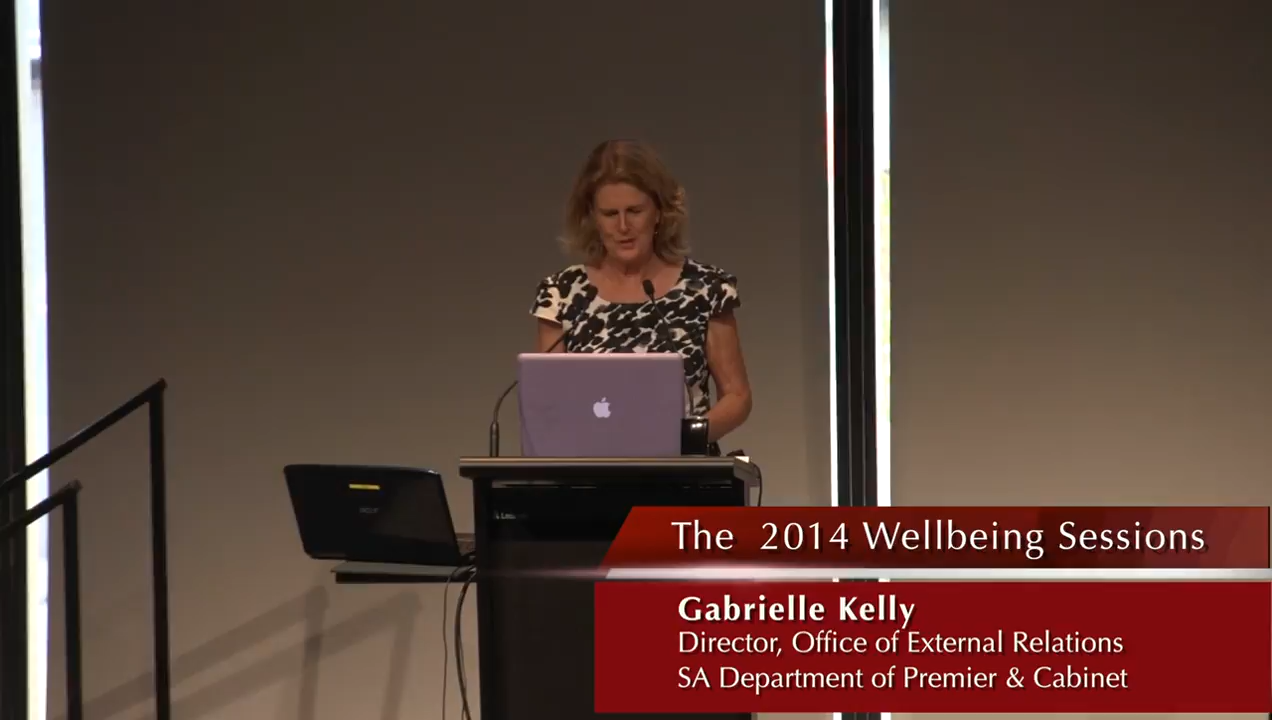 The 2014 Wellbeing Sessions
Gabrielle Kelly
Director, Office of External Relations
SA Department of Premier & Cabinet